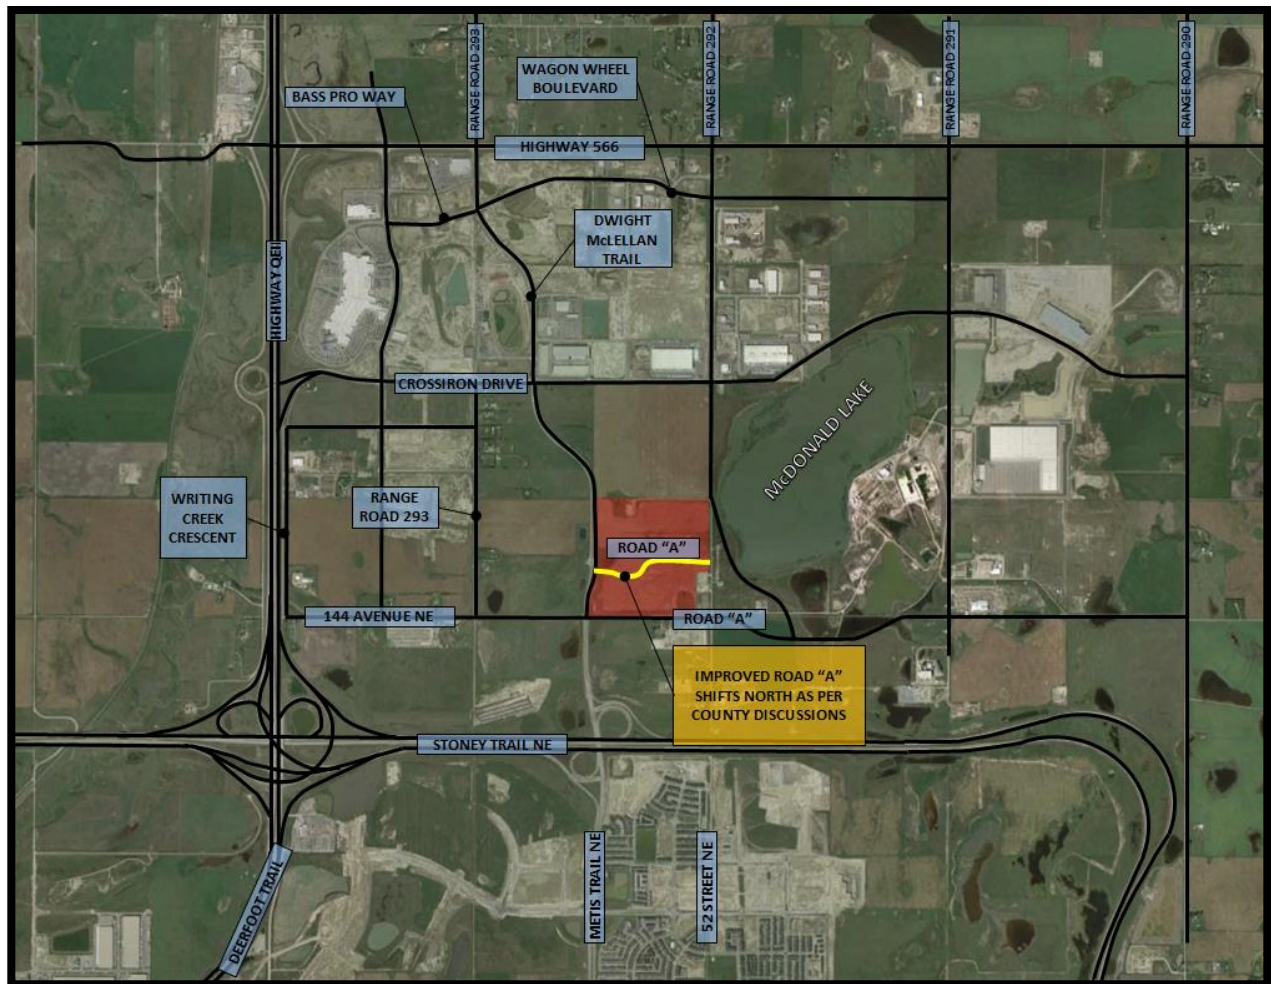 RANGE ROAD 293
RANGE ROAD 292
RANGE ROAD 291
RANGE ROAD 290
WAGON WHEEL
BOULEVARD
BASS PRO WAY
HIGHWAY 566
DWIGHT
McLELLAN
TRAIL
HIGHWAY QEII
CROSSIRON DRIVE
McDONALD LAKE
WRITING
CREEK
CRESCENT
RANGE
ROAD 293
ROAD "A"
144 AVENUE NE
ROAD "A"
IMPROVED ROAD "A"
SHIFTS NORTH AS PER
COUNTY DISCUSSIONS
STONEY TRAIL NE
DEERFOOT TRAIL
METIS TRAIL NE
52 STREET NE